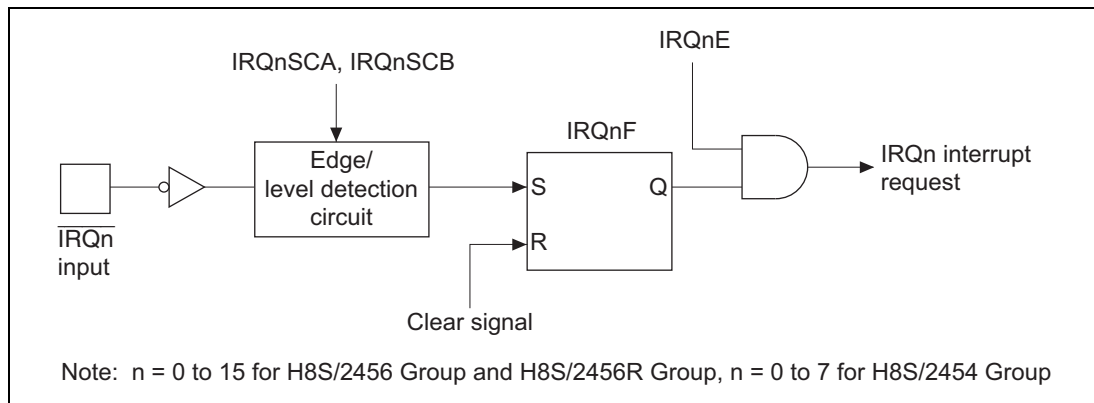 IRQnE
IRQnSCA, IRQnSCB
IRQnF
Edge/
level detection
circuit
S
Q
R
IRQn interrupt
request
IRQn
input
Clear signal
Note: n = 0 to 15 for H8S/2456 Group and H8S/2456R Group, n = 0 to 7 for H8S/2454 Group